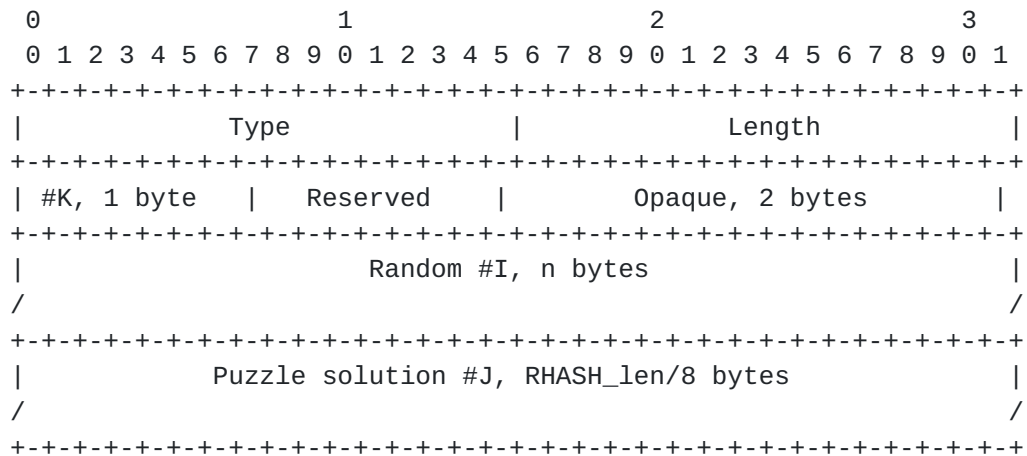 0                   1                   2                   3
 0 1 2 3 4 5 6 7 8 9 0 1 2 3 4 5 6 7 8 9 0 1 2 3 4 5 6 7 8 9 0 1
+-+-+-+-+-+-+-+-+-+-+-+-+-+-+-+-+-+-+-+-+-+-+-+-+-+-+-+-+-+-+-+-+
|             Type              |             Length            |
+-+-+-+-+-+-+-+-+-+-+-+-+-+-+-+-+-+-+-+-+-+-+-+-+-+-+-+-+-+-+-+-+
| #K, 1 byte   |   Reserved    |        Opaque, 2 bytes        |
+-+-+-+-+-+-+-+-+-+-+-+-+-+-+-+-+-+-+-+-+-+-+-+-+-+-+-+-+-+-+-+-+
|                      Random #I, n bytes                       |
/                                                               /
+-+-+-+-+-+-+-+-+-+-+-+-+-+-+-+-+-+-+-+-+-+-+-+-+-+-+-+-+-+-+-+-+
|            Puzzle solution #J, RHASH_len/8 bytes              |
/                                                               /
+-+-+-+-+-+-+-+-+-+-+-+-+-+-+-+-+-+-+-+-+-+-+-+-+-+-+-+-+-+-+-+-+